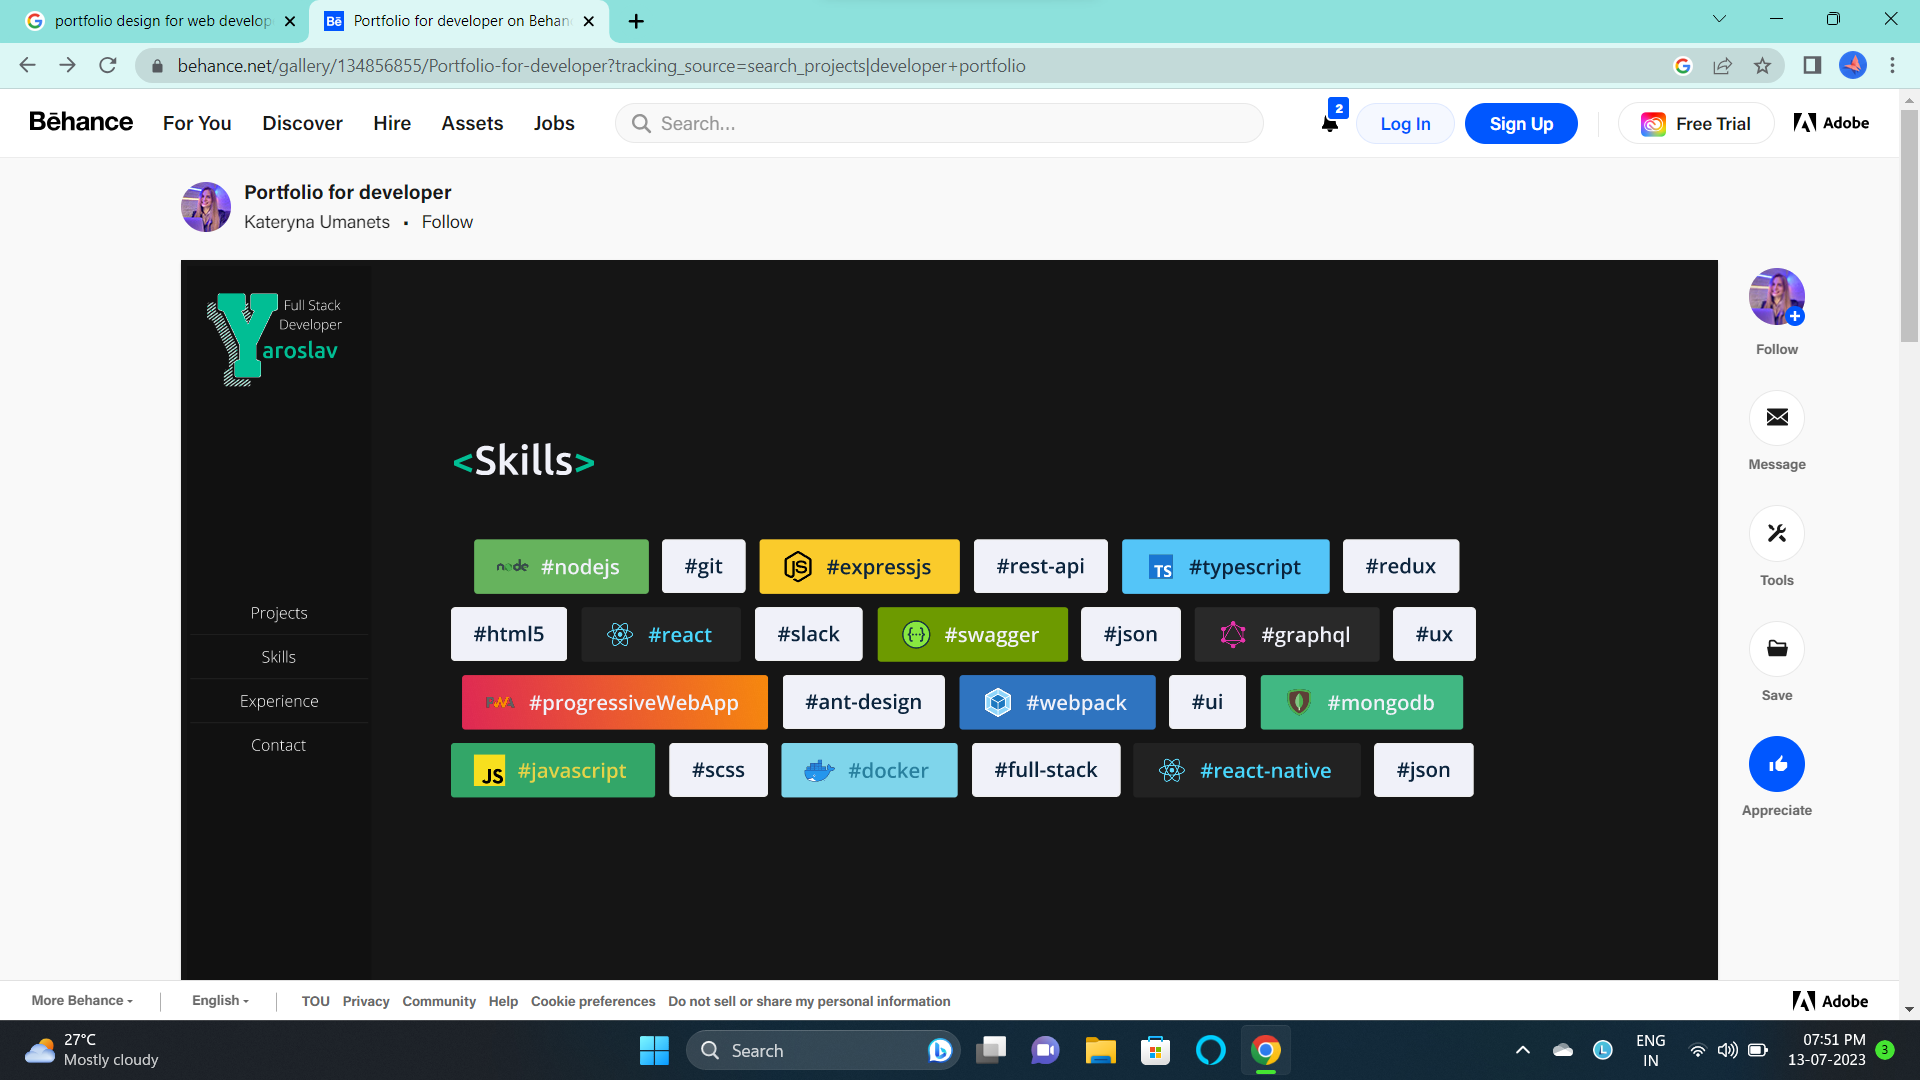 portfolio design for web develop
Bē Portfolio for developer on Behan
behance.net/gallery/134856855/Portfolio-for-developer?tracking_source=search_projects|developer+portfolio
Bēhance For You Discover Hire Assets Jobs Search... 2 Log In Sign Up Free Trial Adobe
Portfolio for developer
Kateryna Umanets • Follow
Full Stack
Developer
Yaroslav
Projects
Skills
Experience
Contact
<Skills>
node #nodejs #git JS #expressjs #rest-api TS #typescript #redux
#html5 #react #slack {··} #swagger #json #graphql #ux
PWA #progressiveWebApp #ant-design #webpack #ui #mongodb
JS #javascript #scss #docker #full-stack #react-native #json
Follow
Message
Tools
Save
Appreciate
More Behance English TOU Privacy Community Help Cookie preferences Do not sell or share my personal information Adobe
27°C
Mostly cloudy
Search
L
ENG
IN
07:51 PM
13-07-2023
3